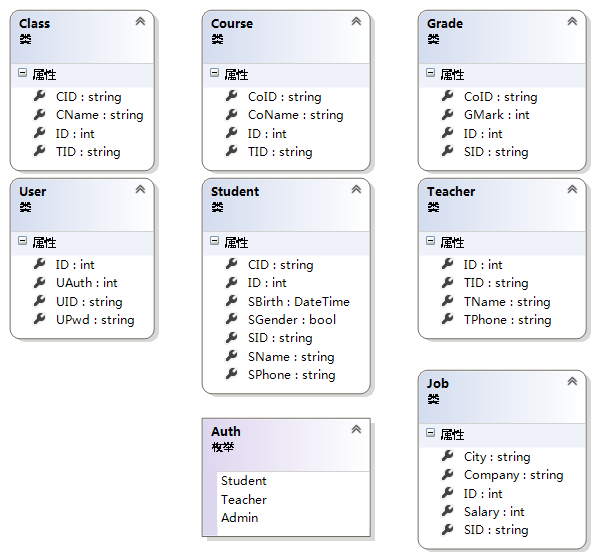 Class
类
属性
CID : string
CName : string
ID : int
TID : string
Course
类
属性
CoID : string
CoName : string
ID : int
TID : string
Grade
类
属性
CoID : string
GMark : int
ID : int
SID : string
User
类
属性
ID : int
UAuth : int
UID : string
UPwd : string
Student
类
属性
CID : string
ID : int
SBirth : DateTime
SGender : bool
SID : string
SName : string
SPhone : string
Teacher
类
属性
ID : int
TID : string
TName : string
TPhone : string
Auth
枚举
Student
Teacher
Admin
Job
类
属性
City : string
Company : string
ID : int
Salary : int
SID : string